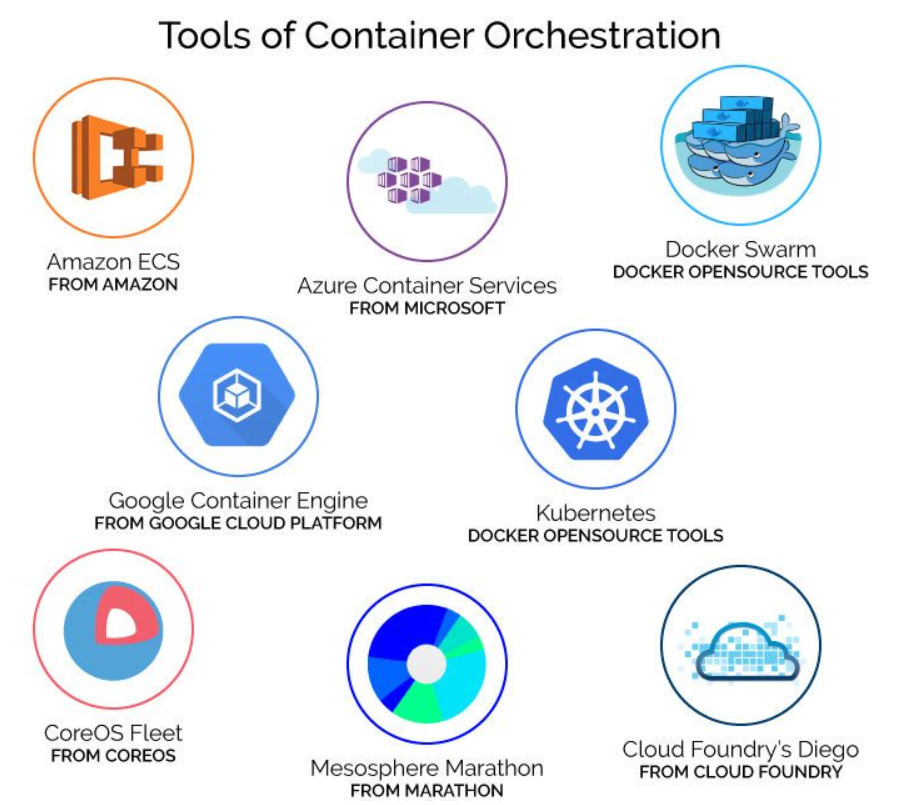 Tools of Container Orchestration
Amazon ECS
FROM AMAZON
Azure Container Services
FROM MICROSOFT
Docker Swarm
DOCKER OPENSOURCE TOOLS
Google Container Engine
FROM GOOGLE CLOUD PLATFORM
Kubernetes
DOCKER OPENSOURCE TOOLS
CoreOS Fleet
FROM COREOS
Mesosphere Marathon
FROM MARATHON
Cloud Foundry's Diego
FROM CLOUD FOUNDRY